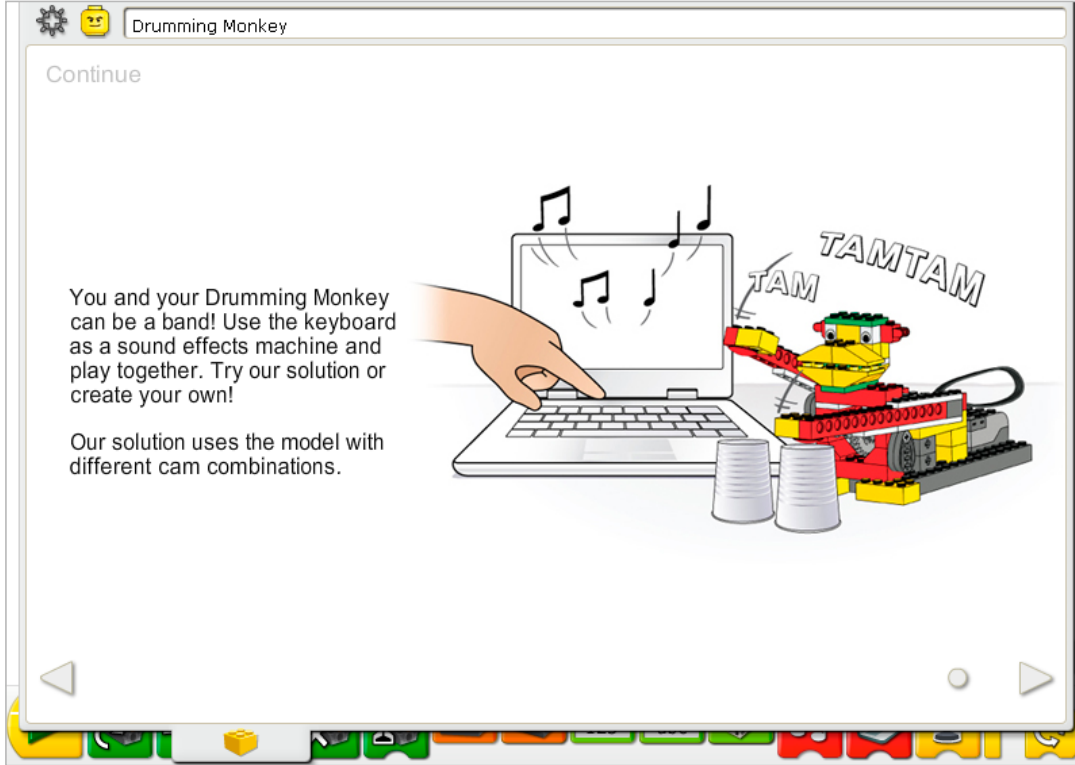 Drumming Monkey
Continue
TAMTAM
TAM
You and your Drumming Monkey
can be a band! Use the keyboard
as a sound effects machine and
play together. Try our solution or
create your own!
Our solution uses the model with
different cam combinations.